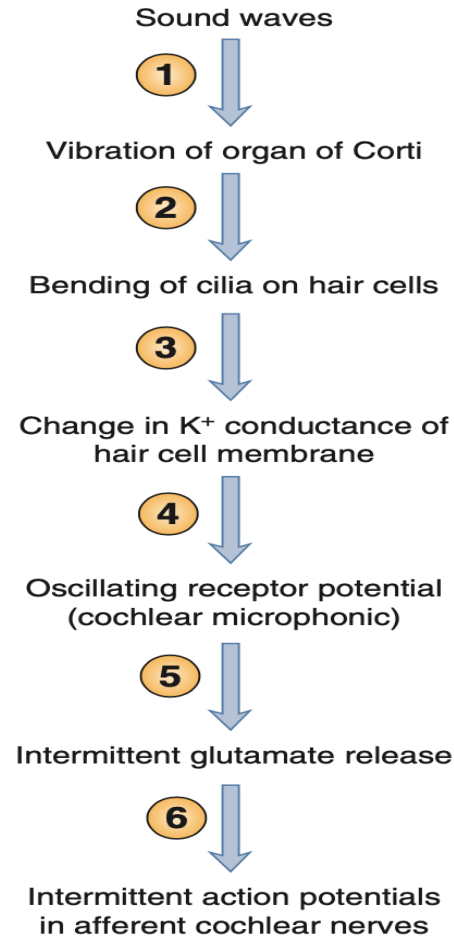 Sound waves
1
Vibration of organ of Corti
2
Bending of cilia on hair cells
3
Change in K⁺ conductance of
hair cell membrane
4
Oscillating receptor potential
(cochlear microphonic)
5
Intermittent glutamate release
6
Intermittent action potentials
in afferent cochlear nerves